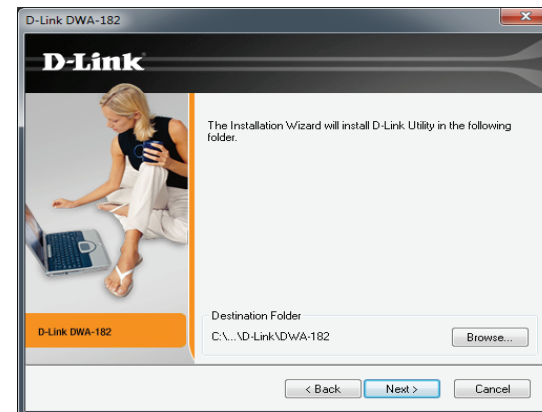 D-Link DWA-182
D-Link
The Installation Wizard will install D-Link Utility in the following
folder.
D-Link DWA-182
Destination Folder
C:\...\D-Link\DWA-182
Browse...
< Back
Next >
Cancel